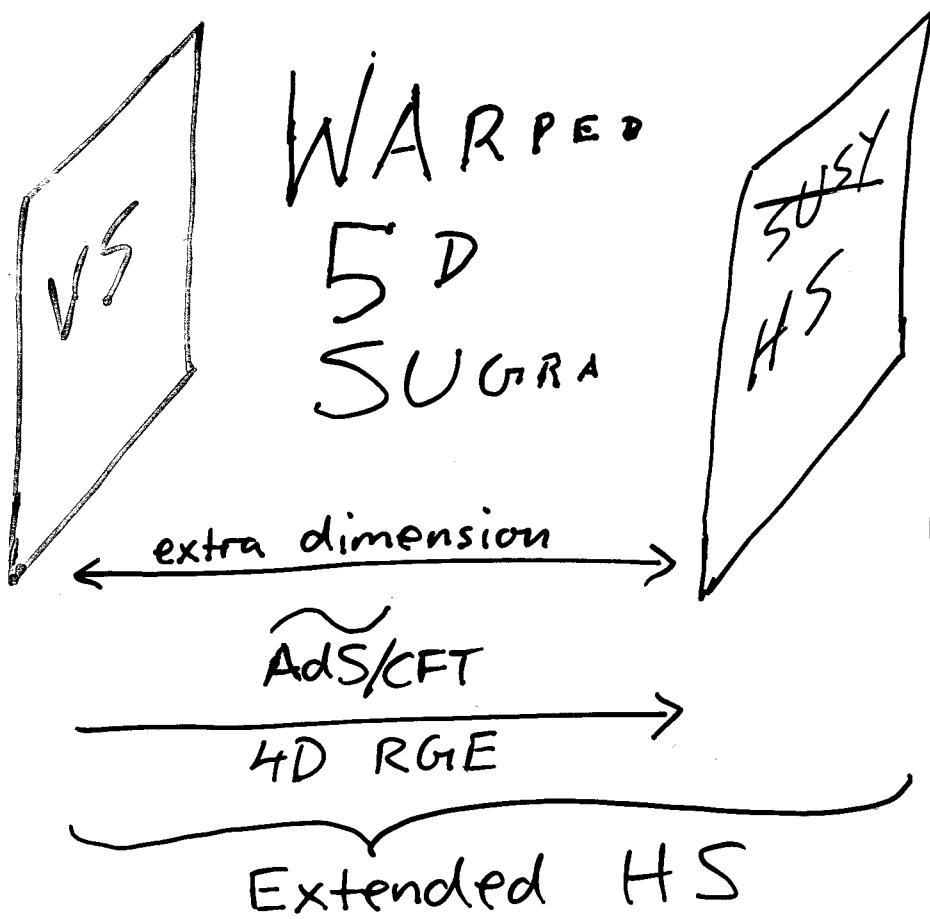 WARPED
5D
SUGRA
VS
SUSY
HS
extra dimension
AdS/CFT
4D RGE
Extended HS